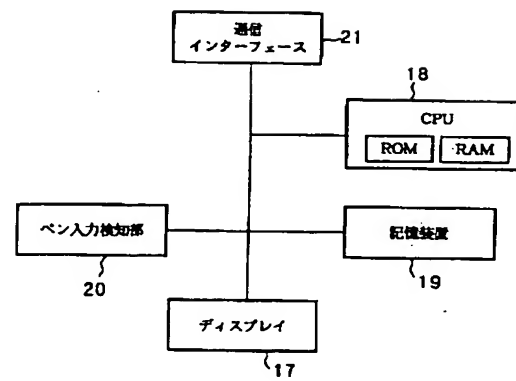 通信
インターフェース
21
18
CPU
ROM RAM
ペン入力検知部
記憶装置
20
19
ディスプレイ
17